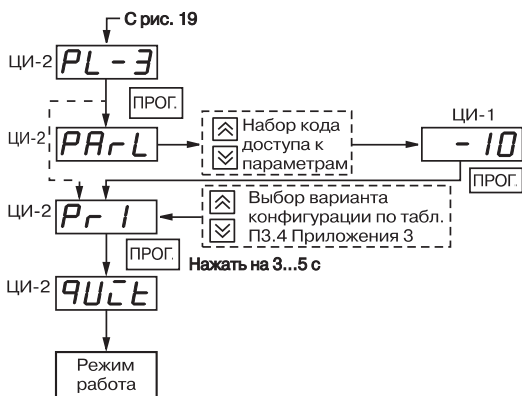 С рис. 19
ЦИ-2
PL-3
ПРОГ.
ЦИ-2
PArL
Набор кода
доступа к
параметрам
ЦИ-1
-10
ПРОГ.
ЦИ-2
Pr 1
Выбор варианта
конфигурации по табл.
П3.4 Приложения 3
ПРОГ.
Нажать на 3...5 с
ЦИ-2
qUit
Режим
работа